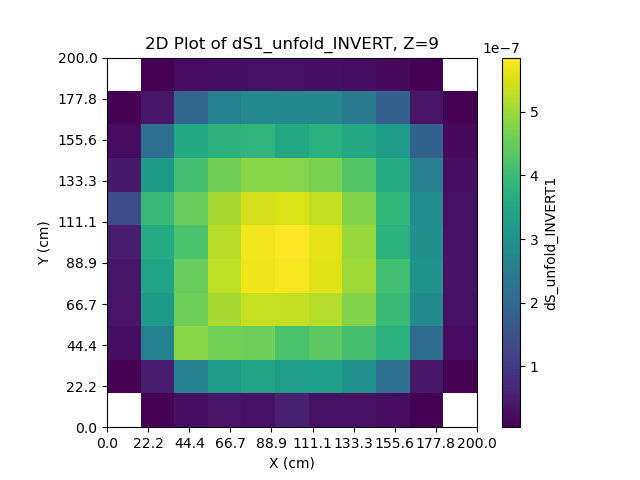 2D Plot of dS1_unfold_INVERT, Z=9
1e−7
200.0
177.8
155.6
133.3
111.1
88.9
66.7
44.4
22.2
0.0
Y (cm)
0.0 22.2 44.4 66.7 88.9 111.1 133.3 155.6 177.8 200.0
X (cm)
5
4
3
2
1
dS_unfold_INVERT1